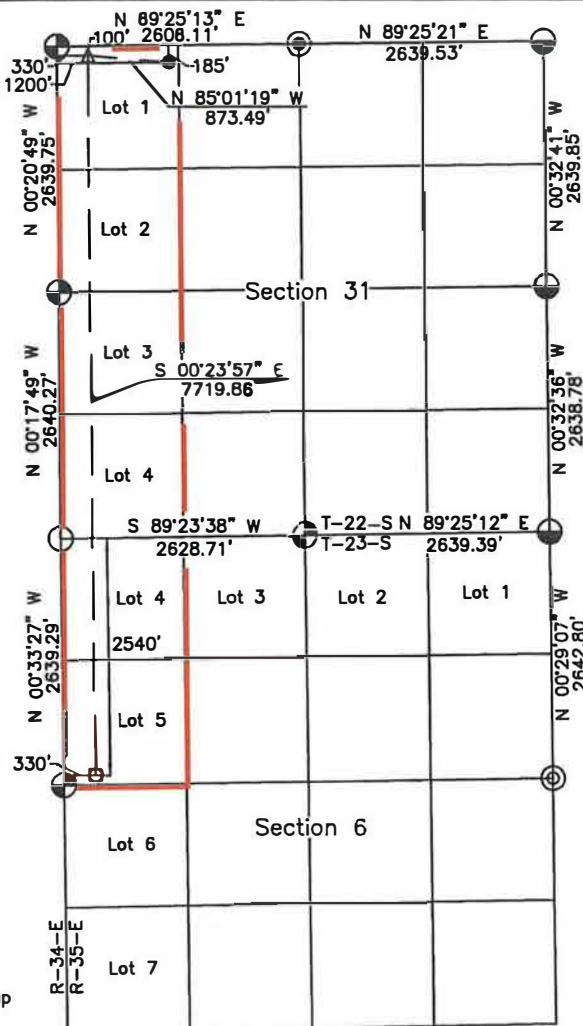 N 89°25'13" E
2608.11'
N 89°25'21" E
2639.53'
100'
330'
185'
1200'
Lot 1
N 85°01'19" W
873.49'
N 00°20'49" W
2639.75'
N 00°32'41" W
2639.85'
Lot 2
Section 31
Lot 3
S 00°23'57" E
7719.86
N 00°17'49" W
2640.27'
N 00°32'36" W
2638.78'
Lot 4
S 89°23'38" W
2628.71'
T-22-S
T-23-S
N 89°25'12" E
2639.39'
Lot 4
Lot 3
Lot 2
Lot 1
N 00°33'27" W
2639.29'
2540'
N 00°29'07" W
2642.80'
Lot 5
330'
Section 6
Lot 6
R-34-E
R-35-E
Lot 7